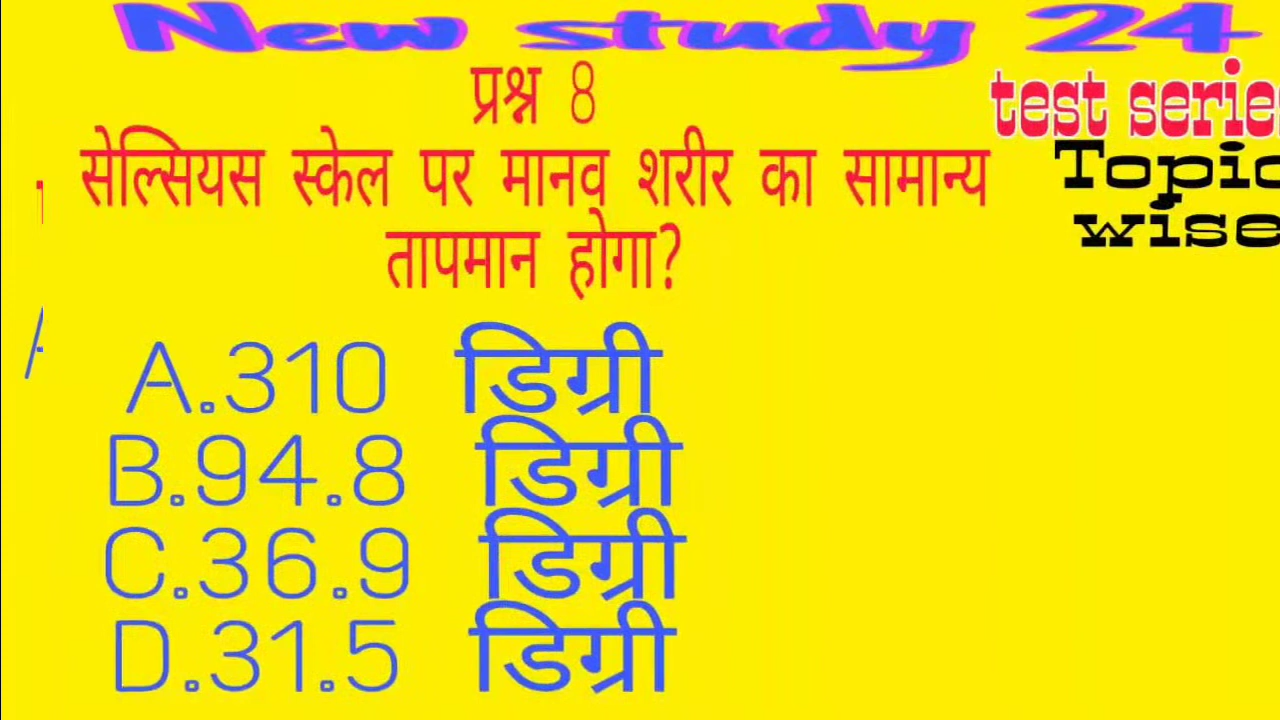 New study 24
प्रश्न 8
test series
सेल्सियस स्केल पर मानव शरीर का सामान्य
Topic
wise
तापमान होगा?
A.310 डिग्री
B.94.8 डिग्री
C.36.9 डिग्री
D.31.5 डिग्री